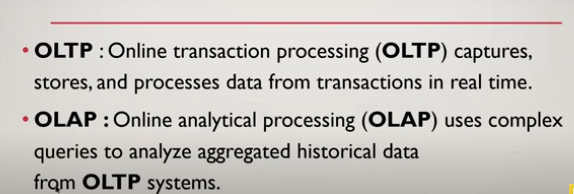 • OLTP : Online transaction processing (OLTP) captures,
stores, and processes data from transactions in real time.
• OLAP : Online analytical processing (OLAP) uses complex
queries to analyze aggregated historical data
from OLTP systems.